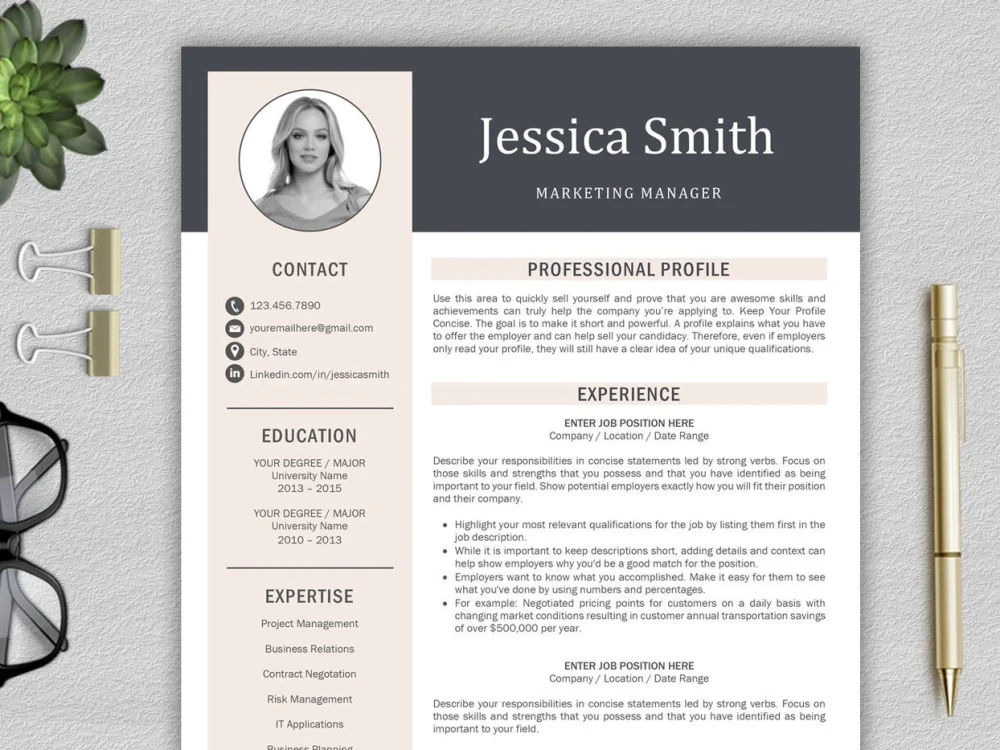 Jessica Smith
MARKETING MANAGER
CONTACT
123.456.7890
youremailhere@gmail.com
City, State
in
Linkedin.com/in/jessicasmith
EDUCATION
YOUR DEGREE / MAJOR
University Name
2013 – 2015
YOUR DEGREE / MAJOR
University Name
2010 – 2013
EXPERTISE
Project Management
Business Relations
Contract Negotation
Risk Management
IT Applications
Business Planning
PROFESSIONAL PROFILE
Use this area to quickly sell yourself and prove that you are awesome skills and
achievements can truly help the company you're applying to. Keep Your Profile
Concise. The goal is to make it short and powerful. A profile explains what you have
to offer the employer and can help sell your candidacy. Therefore, even if employers
only read your profile, they will still have a clear idea of your unique qualifications.
EXPERIENCE
ENTER JOB POSITION HERE
Company / Location / Date Range
Describe your responsibilities in concise statements led by strong verbs. Focus on
those skills and strengths that you possess and that you have identified as being
important to your field. Show potential employers exactly how you will fit their position
and their company.
• Highlight your most relevant qualifications for the job by listing them first in the
job description.
• While it is important to keep descriptions short, adding details and context can
help show employers why you'd be a good match for the position.
• Employers want to know what you accomplished. Make it easy for them to see
what you've done by using numbers and percentages.
• For example: Negotiated pricing points for customers on a daily basis with
changing market conditions resulting in customer annual transportation savings
of over $500,000 per year.
ENTER JOB POSITION HERE
Company / Location / Date Range
Describe your responsibilities in concise statements led by strong verbs. Focus on
those skills and strengths that you possess and that you have identified as being
important to your field.